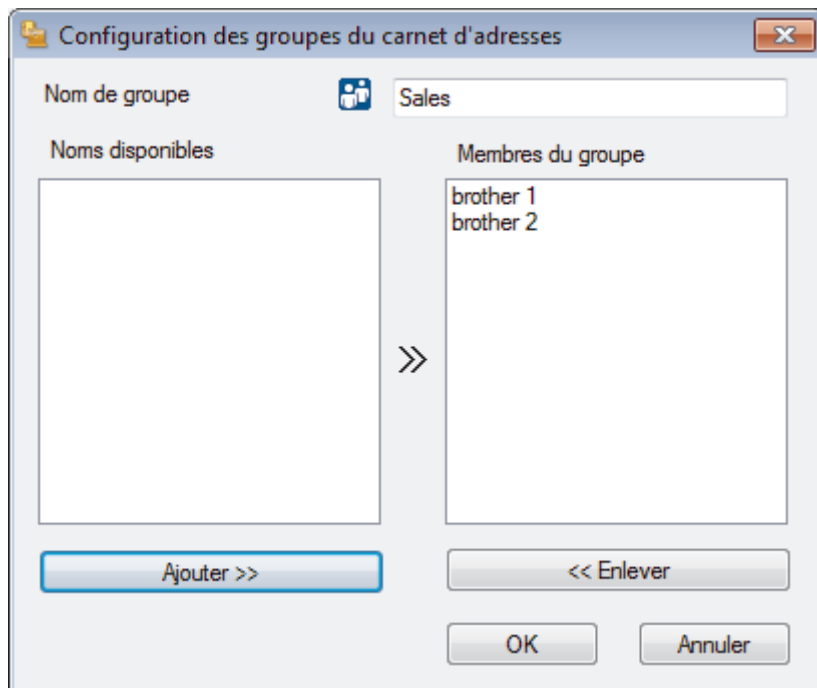 Configuration des groupes du carnet d'adresses
Nom de groupe
Sales
Noms disponibles
Membres du groupe
brother 1
brother 2
Ajouter >>
<< Enlever
OK
Annuler